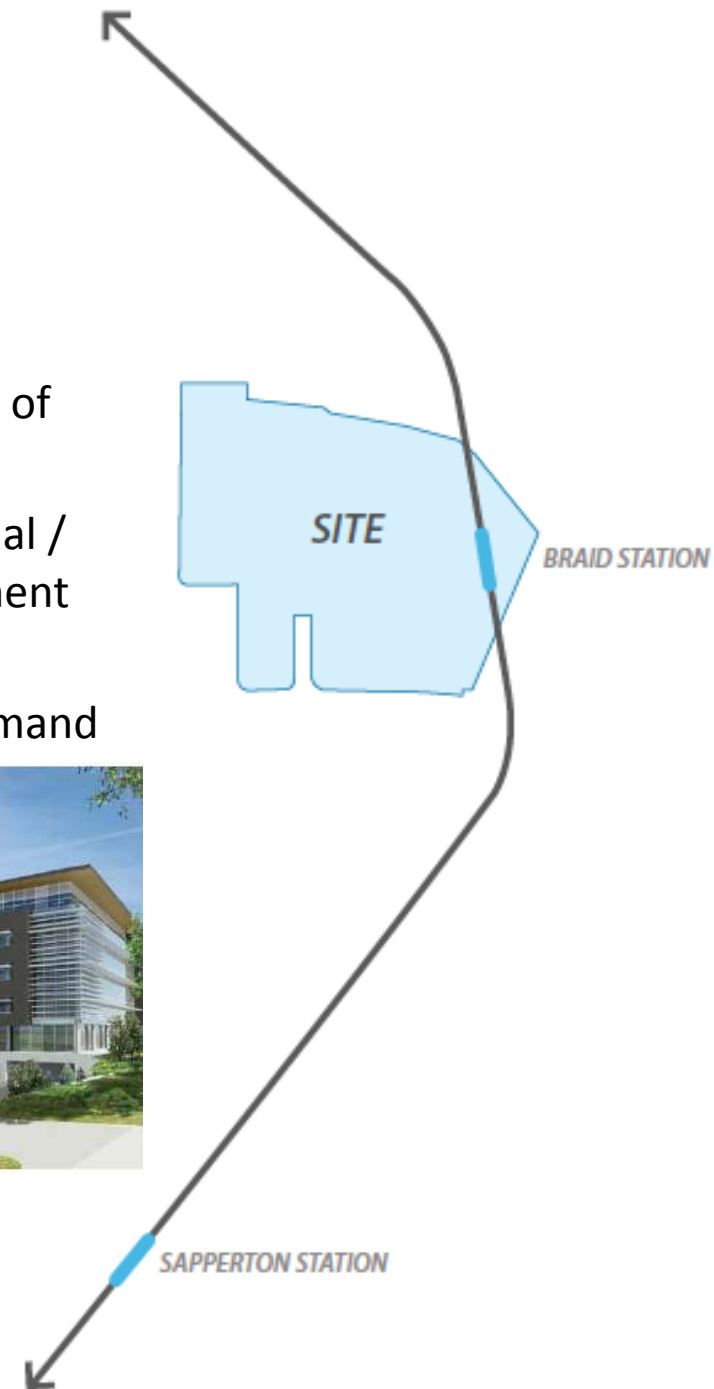 of
al /
ent
mand
SITE
BRAID STATION
SAPPERTON STATION